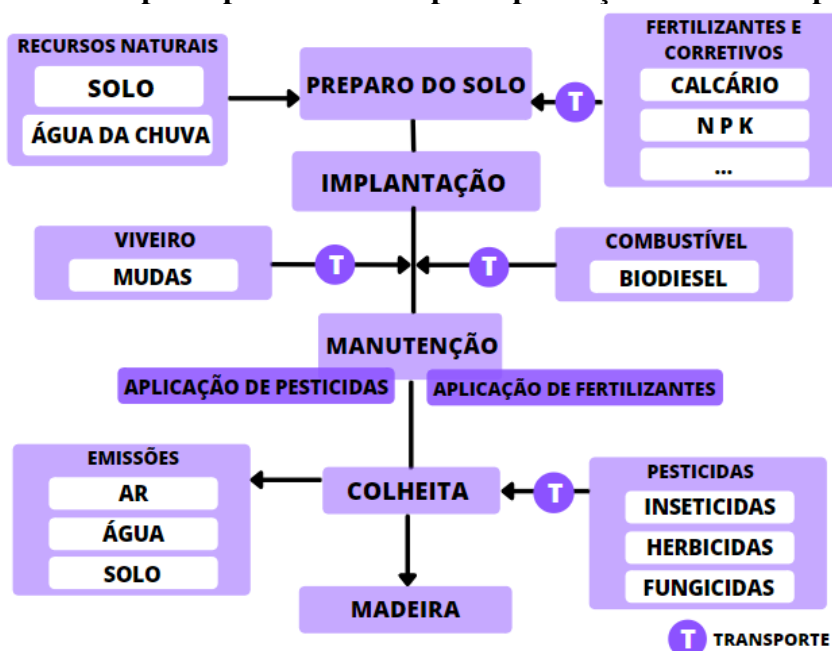 RECURSOS NATURAIS
SOLO
ÁGUA DA CHUVA
PREPARO DO SOLO
T
FERTILIZANTES E
CORRETIVOS
CALCÁRIO
N P K
...
IMPLANTAÇÃO
VIVEIRO
MUDAS
T
T
COMBUSTÍVEL
BIODIESEL
MANUTENÇÃO
APLICAÇÃO DE PESTICIDAS
APLICAÇÃO DE FERTILIZANTES
EMISSÕES
AR
ÁGUA
SOLO
COLHEITA
T
PESTICIDAS
INSETICIDAS
HERBICIDAS
FUNGICIDAS
MADEIRA
T TRANSPORTE